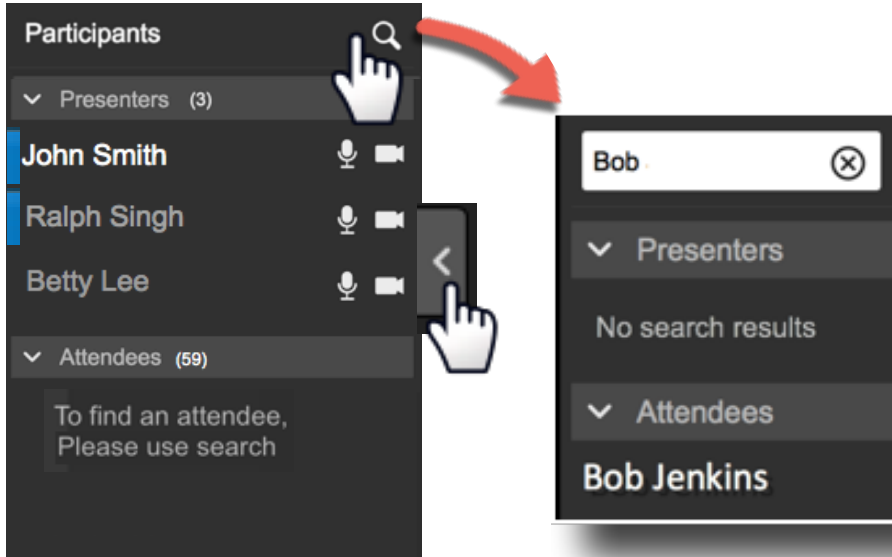 Participants
Presenters (3)
John Smith
Ralph Singh
Betty Lee
Attendees (59)
To find an attendee,
Please use search
Bob
Presenters
No search results
Attendees
Bob Jenkins